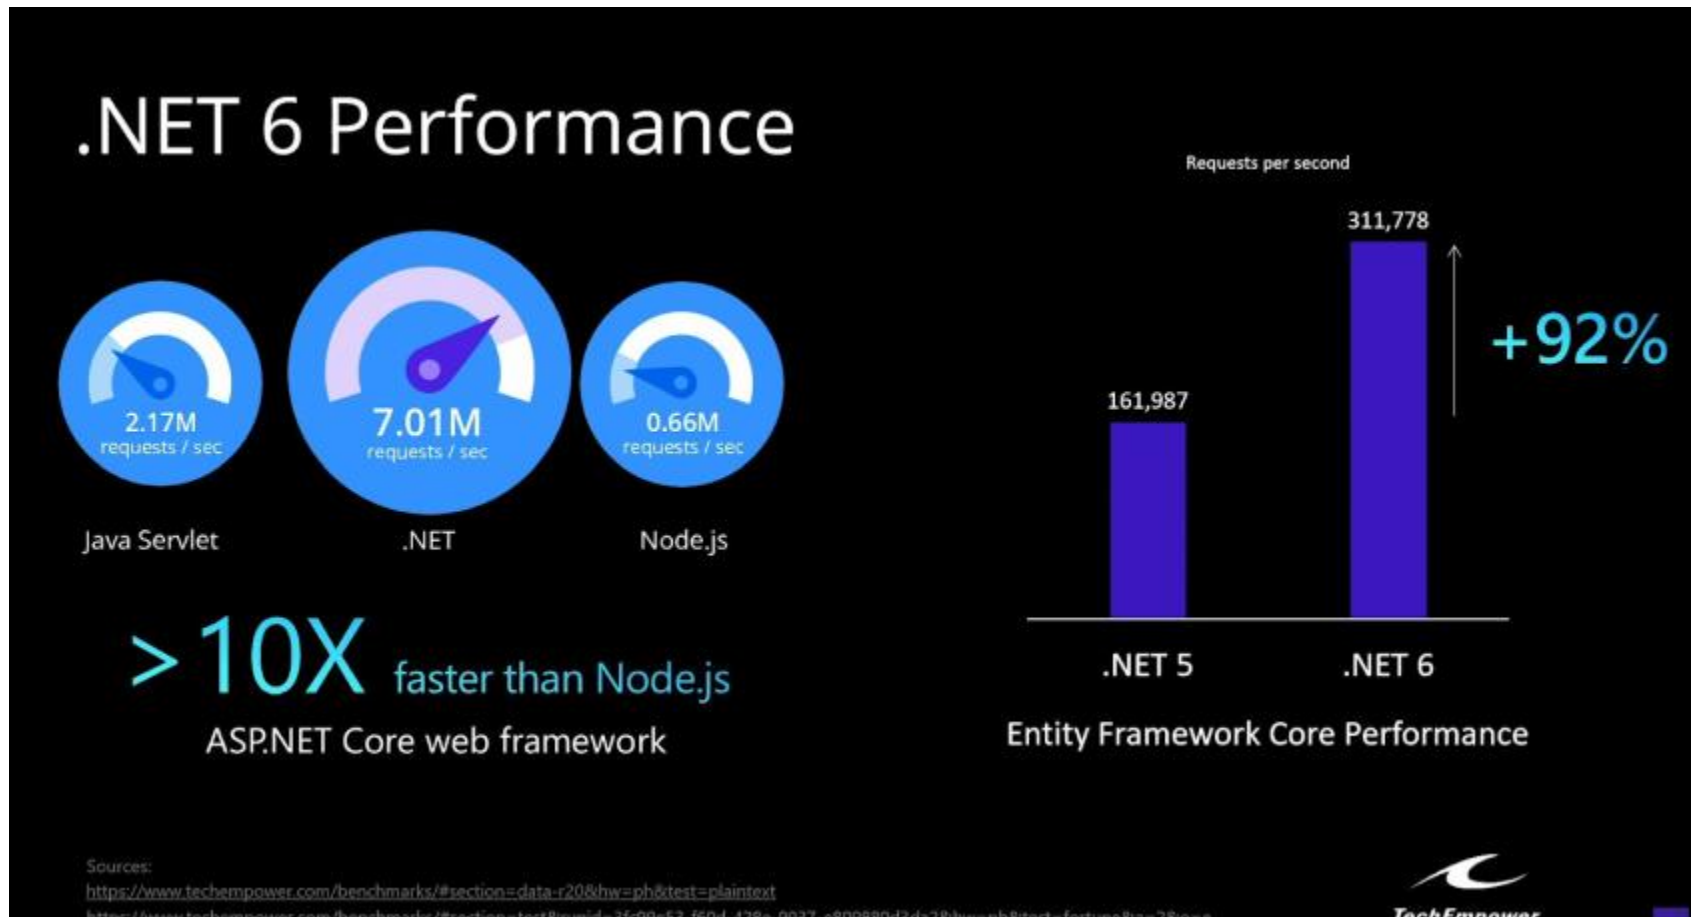 .NET 6 Performance
2.17M
requests / sec
Java Servlet
7.01M
requests / sec
.NET
0.66M
requests / sec
Node.js
>10X faster than Node.js
ASP.NET Core web framework
Requests per second
161,987
311,778
+92%
.NET 5
.NET 6
Entity Framework Core Performance
Sources:
https://www.techempower.com/benchmarks/#section=data-r20&hw=ph&test=plaintext
TechEmpower